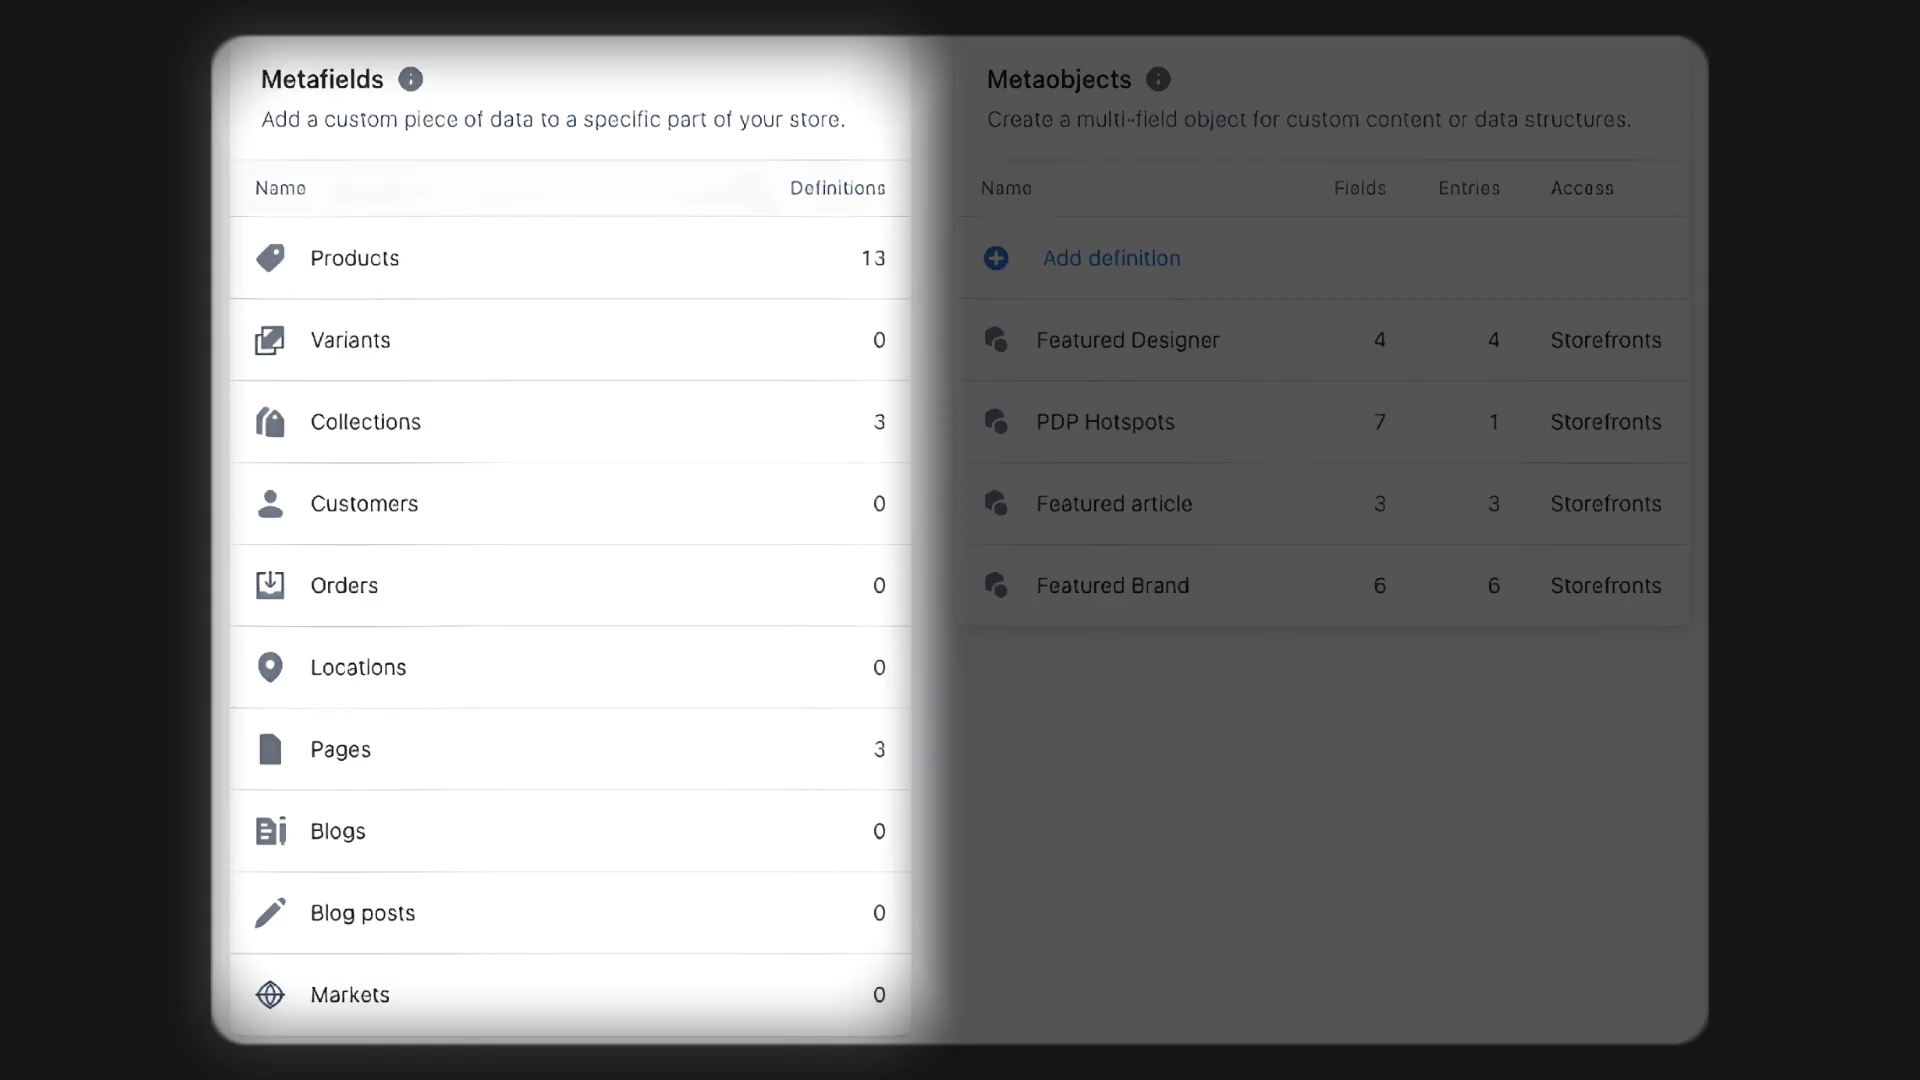 Metafields
Add a custom piece of data to a specific part of your store.
Name Definitions
Products 13
Variants 0
Collections 3
Customers 0
Orders 0
Locations 0
Pages 3
Blogs 0
Blog posts 0
Markets 0
Metaobjects
Create a multi-field object for custom content or data structures.
Name Fields Entries Access
Add definition
Featured Designer 4 4 Storefronts
PDP Hotspots 7 1 Storefronts
Featured article 3 3 Storefronts
Featured Brand 6 6 Storefronts